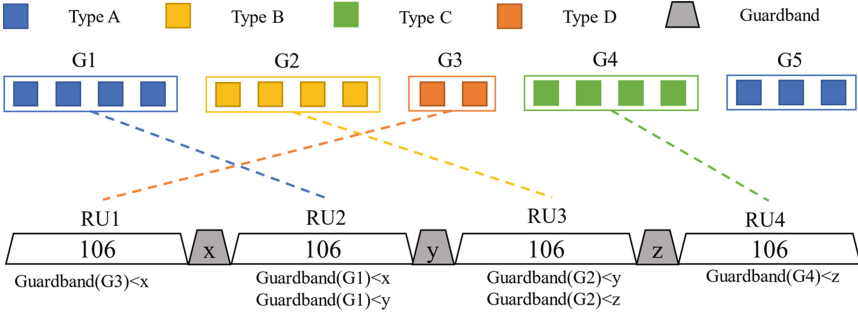 Type A Type B Type C Type D Guardband
G1 G2 G3 G4 G5
RU1 RU2 RU3 RU4
106 x 106 y 106 z 106
Guardband(G3)<x Guardband(G1)<x Guardband(G2)<y Guardband(G4)<z
Guardband(G1)<y Guardband(G2)<z